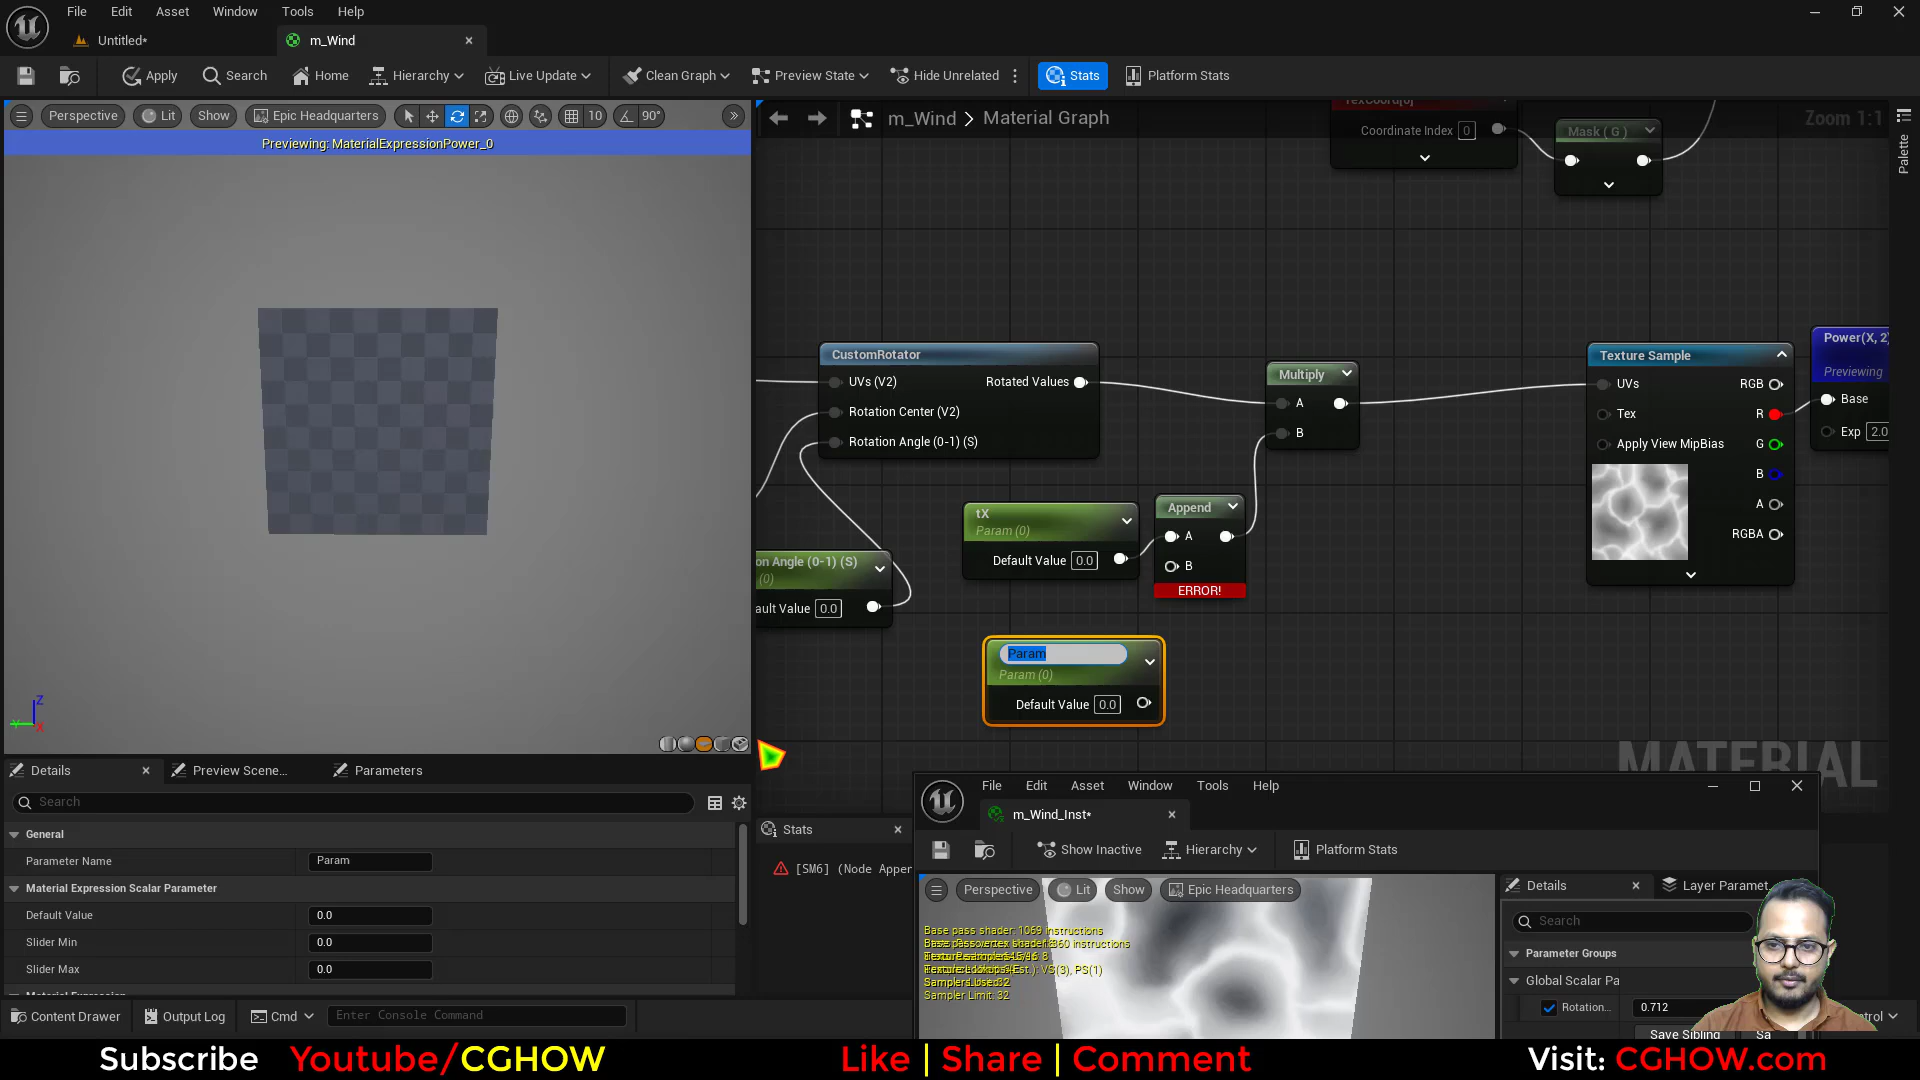 File Edit Asset Window Tools Help
Untitled* m_Wind
Apply Search Home Hierarchy Live Update Clean Graph Preview State Hide Unrelated Stats Platform Stats
Perspective Lit Show Epic Headquarters 10 90°
Previewing: MaterialExpressionPower_0
m_Wind > Material Graph
Zoom 1:1
Palette
TexCoord[0]
Coordinate Index 0
Mask ( G )
CustomRotator
UVs (V2) Rotated Values
Rotation Center (V2)
Rotation Angle (0-1) (S)
Multiply
A
B
Texture Sample
UVs RGB
Tex R
Apply View MipBias G
B
A
RGBA
Power(X, 2)
Previewing
Base
Exp 2.0
tX
Param (0)
Default Value 0.0
Append
A
B
ERROR!
on Angle (0-1) (S)
(0)
ault Value 0.0
Param
Param (0)
Default Value 0.0
MATERIAL
Z
Y
X
Details Preview Scene... Parameters
Search
General
Parameter Name Param
Material Expression Scalar Parameter
Default Value 0.0
Slider Min 0.0
Slider Max 0.0
Material Expression
Content Drawer Output Log Cmd Enter Console Command
Stats
[SM6] (Node Apper
File Edit Asset Window Tools Help
m_Wind_Inst*
Show Inactive Hierarchy Platform Stats
Perspective Lit Show Epic Headquarters
Base pass shader: 1069 instructions
Sampler Limit: 32
Details Layer Paramet
Search
Parameter Groups
Global Scalar Pa
Rotation... 0.712
Save Sibling Sa
ntrol
Subscribe Youtube/CGHOW Like | Share | Comment Visit: CGHOW.com